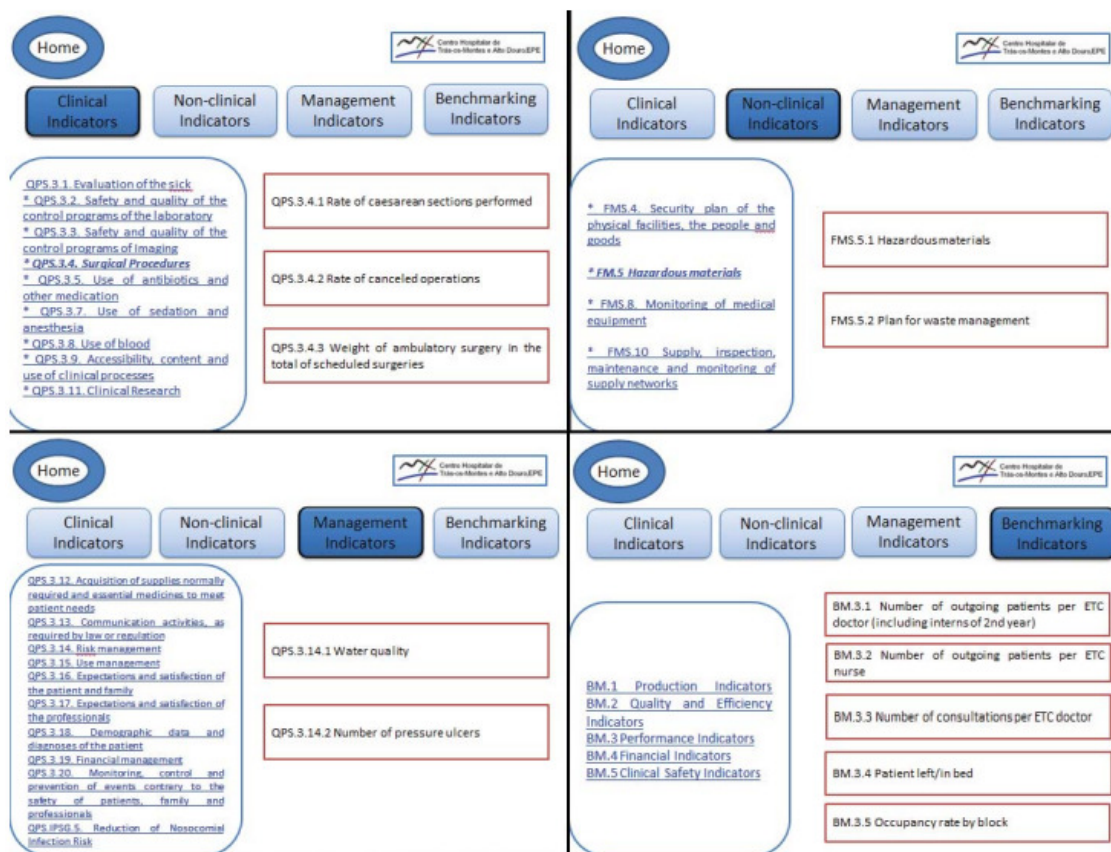 Home
Centro Hospitalar de
Trás-os-Montes e Alto Douro,EPE
Clinical
Indicators
Non-clinical
Indicators
Management
Indicators
Benchmarking
Indicators
QPS.3.1. Evaluation of the sick
* QPS.3.2. Safety and quality of the
control programs of the laboratory
* QPS.3.3. Safety and quality of the
control programs of Imaging
* QPS.3.4. Surgical Procedures
* QPS.3.5. Use of antibiotics and
other medication
* QPS.3.7. Use of sedation and
anesthesia
* QPS.3.8. Use of blood
* QPS.3.9. Accessibility, content and
use of clinical processes
* QPS.3.11. Clinical Research
QPS.3.4.1 Rate of caesarean sections performed
QPS.3.4.2 Rate of canceled operations
QPS.3.4.3 Weight of ambulatory surgery in the
total of scheduled surgeries
Home
Centro Hospitalar de
Trás-os-Montes e Alto Douro,EPE
Clinical
Indicators
Non-clinical
Indicators
Management
Indicators
Benchmarking
Indicators
* FMS.4. Security plan of the
physical facilities, the people and
goods
* FM.5 Hazardous materials
* FMS.8. Monitoring of medical
equipment
* FMS.10 Supply, inspection,
maintenance and monitoring of
supply networks
FMS.5.1 Hazardous materials
FMS.5.2 Plan for waste management
Home
Centro Hospitalar de
Trás-os-Montes e Alto Douro,EPE
Clinical
Indicators
Non-clinical
Indicators
Management
Indicators
Benchmarking
Indicators
QPS.3.12. Acquisition of supplies normally
required and essential medicines to meet
patient needs
QPS.3.13. Communication activities, as
required by law or regulation
QPS.3.14. Risk management
QPS.3.15. Use management
QPS.3.16. Expectations and satisfaction of
the patient and family
QPS.3.17. Expectations and satisfaction of
the professionals
QPS.3.18. Demographic data and
diagnoses of the patient
QPS.3.19. Financial management
QPS.3.20. Monitoring, control and
prevention of events contrary to the
safety of patients, family and
professionals
QPS.IPSG.5. Reduction of Nosocomial
Infection Risk
QPS.3.14.1 Water quality
QPS.3.14.2 Number of pressure ulcers
Home
Centro Hospitalar de
Trás-os-Montes e Alto Douro,EPE
Clinical
Indicators
Non-clinical
Indicators
Management
Indicators
Benchmarking
Indicators
BM.1 Production Indicators
BM.2 Quality and Efficiency
Indicators
BM.3 Performance Indicators
BM.4 Financial Indicators
BM.5 Clinical Safety Indicators
BM.3.1 Number of outgoing patients per ETC
doctor (including interns of 2nd year)
BM.3.2 Number of outgoing patients per ETC
nurse
BM.3.3 Number of consultations per ETC doctor
BM.3.4 Patient left/in bed
BM.3.5 Occupancy rate by block